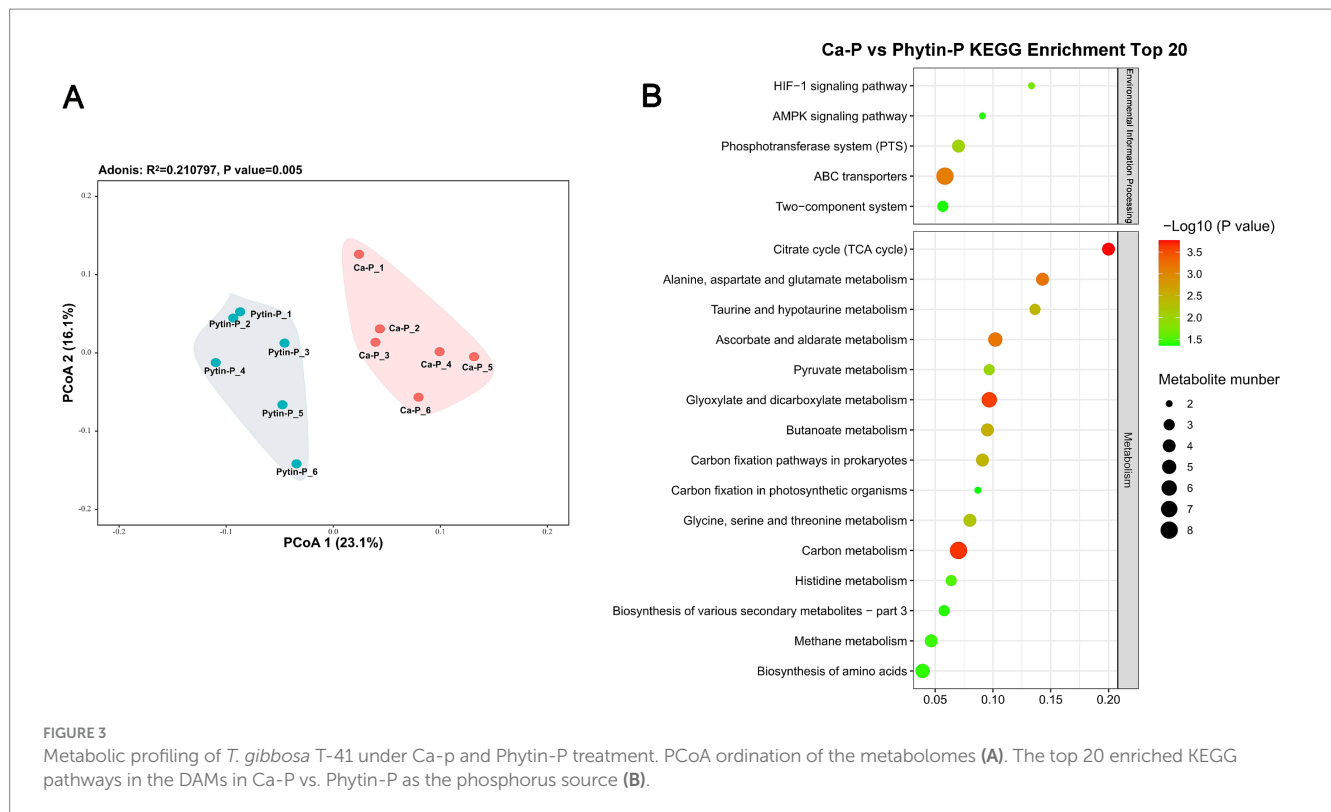 A
Adonis: R²=0.210797, P value=0.005
PCoA 2 (16.1%)
0.2
0.1
0.0
-0.1
-0.2
Ca-P_1
Pytin-P_1
Pytin-P_2
Ca-P_2
Pytin-P_3
Ca-P_3
Pytin-P_4
Ca-P_4
Ca-P_5
Pytin-P_5
Ca-P_6
Pytin-P_6
-0.2
-0.1
0.0
0.1
0.2
PCoA 1 (23.1%)
B
Ca-P vs Phytin-P KEGG Enrichment Top 20
HIF−1 signaling pathway
AMPK signaling pathway
Phosphotransferase system (PTS)
ABC transporters
Two−component system
Environmental Information Processing
Citrate cycle (TCA cycle)
Alanine, aspartate and glutamate metabolism
Taurine and hypotaurine metabolism
Ascorbate and aldarate metabolism
Pyruvate metabolism
Glyoxylate and dicarboxylate metabolism
Butanoate metabolism
Carbon fixation pathways in prokaryotes
Carbon fixation in photosynthetic organisms
Glycine, serine and threonine metabolism
Carbon metabolism
Histidine metabolism
Biosynthesis of various secondary metabolites − part 3
Methane metabolism
Biosynthesis of amino acids
Metabolism
0.05
0.10
0.15
0.20
−Log10 (P value)
3.5
3.0
2.5
2.0
1.5
Metabolite munber
2
3
4
5
6
7
8
FIGURE 3
Metabolic profiling of T. gibbosa T-41 under Ca-p and Phytin-P treatment. PCoA ordination of the metabolomes (A). The top 20 enriched KEGG
pathways in the DAMs in Ca-P vs. Phytin-P as the phosphorus source (B).